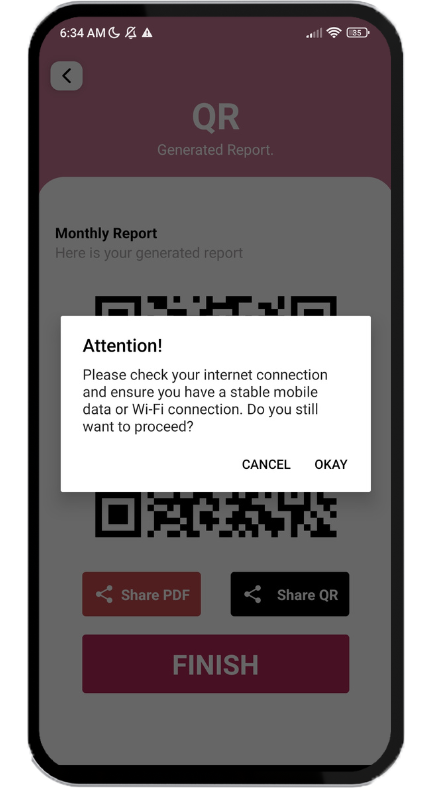 6:34 AM
85
QR
Generated Report.
Monthly Report
Here is your generated report
Attention!
Please check your internet connection
and ensure you have a stable mobile
data or Wi-Fi connection. Do you still
want to proceed?
CANCEL OKAY
Share PDF Share QR
FINISH